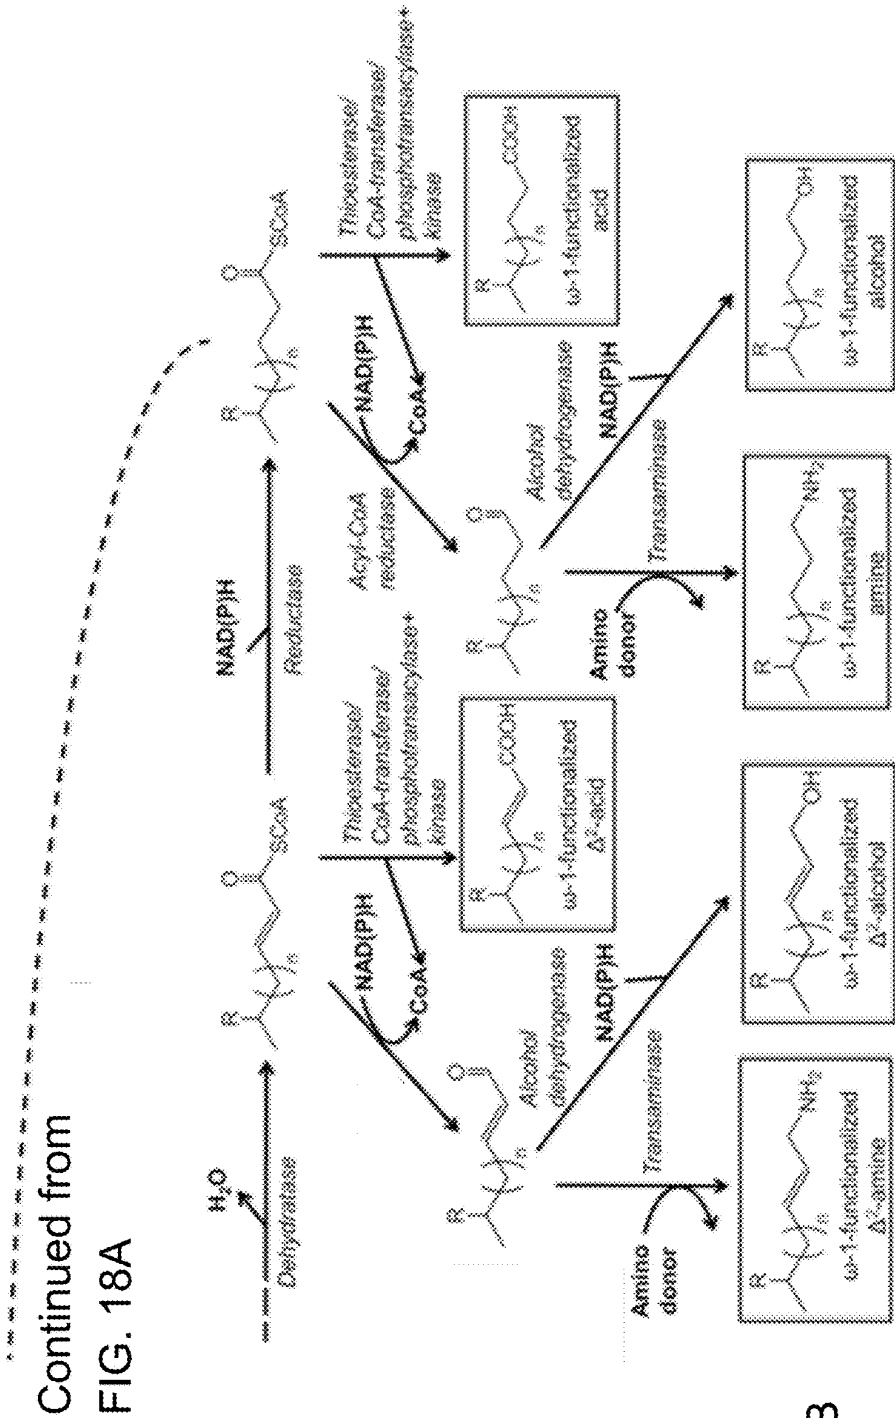 Continued from
FIG. 18A
H₂O
Dehydratase
R
n
O
SCoA
NAD(P)H
Reductase
R
n
O
SCoA
NAD(P)H
CoA
Thioesterase/
CoA-transferase/
phosphotransacylase+
kinase
Acyl-CoA
reductase
NAD(P)H
CoA
Thioesterase/
CoA-transferase/
phosphotransacylase+
kinase
R
n
O
R
n
COOH
ω-1-functionalized
Δ²-acid
R
n
O
R
n
COOH
ω-1-functionalized
acid
Alcohol
dehydrogenase
NAD(P)H
Transaminase
Amino
donor
Alcohol
dehydrogenase
NAD(P)H
Transaminase
Amino
donor
R
n
NH₂
ω-1-functionalized
Δ²-amine
R
n
OH
ω-1-functionalized
Δ²-alcohol
R
n
NH₂
ω-1-functionalized
amine
R
n
OH
ω-1-functionalized
alcohol
B